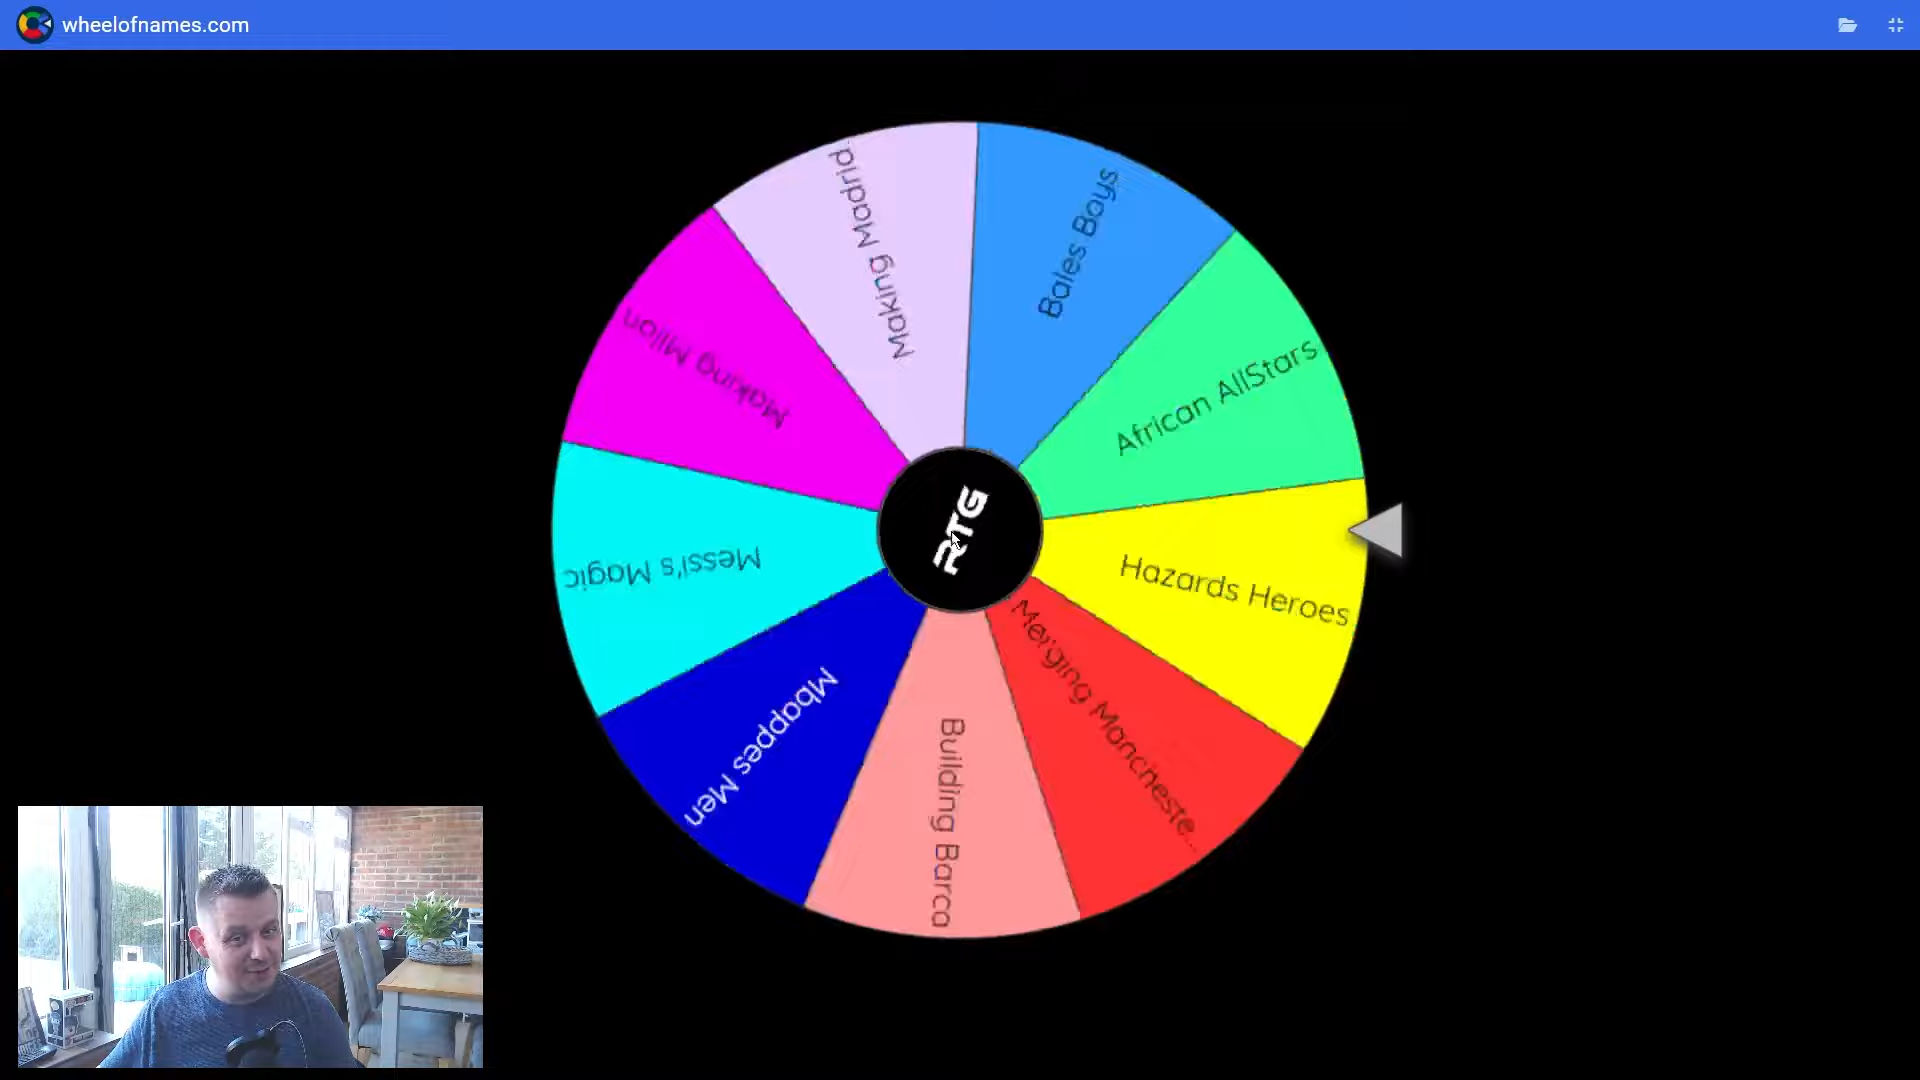 wheelofnames.com
Making Madrid
Bales Boys
African AllStars
Hazards Heroes
Merging Mancheste...
Building Barca
Mbappes Men
Messi's Magic
Making Milan
RTG